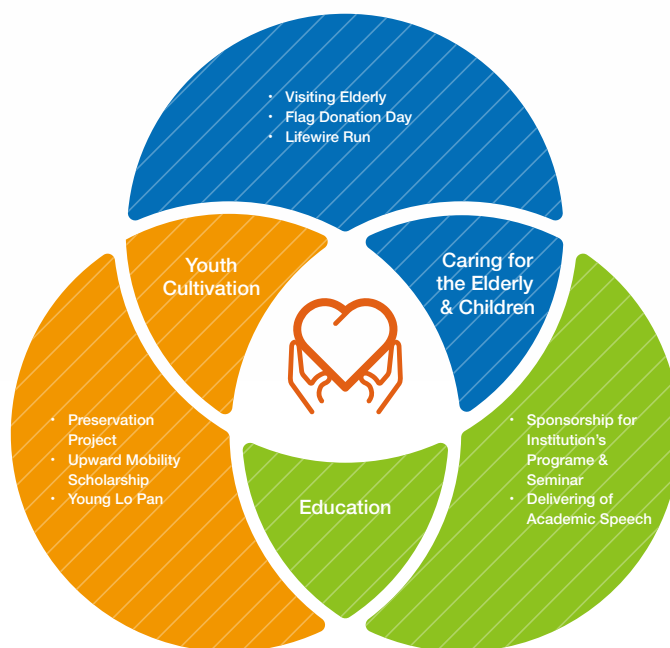 • Visiting Elderly
• Flag Donation Day
• Lifewire Run
Youth
Cultivation
Caring for
the Elderly
& Children
• Preservation
Project
• Upward Mobility
Scholarship
• Young Lo Pan
Education
• Sponsorship for
Institution's
Programe &
Seminar
• Delivering of
Academic Speech